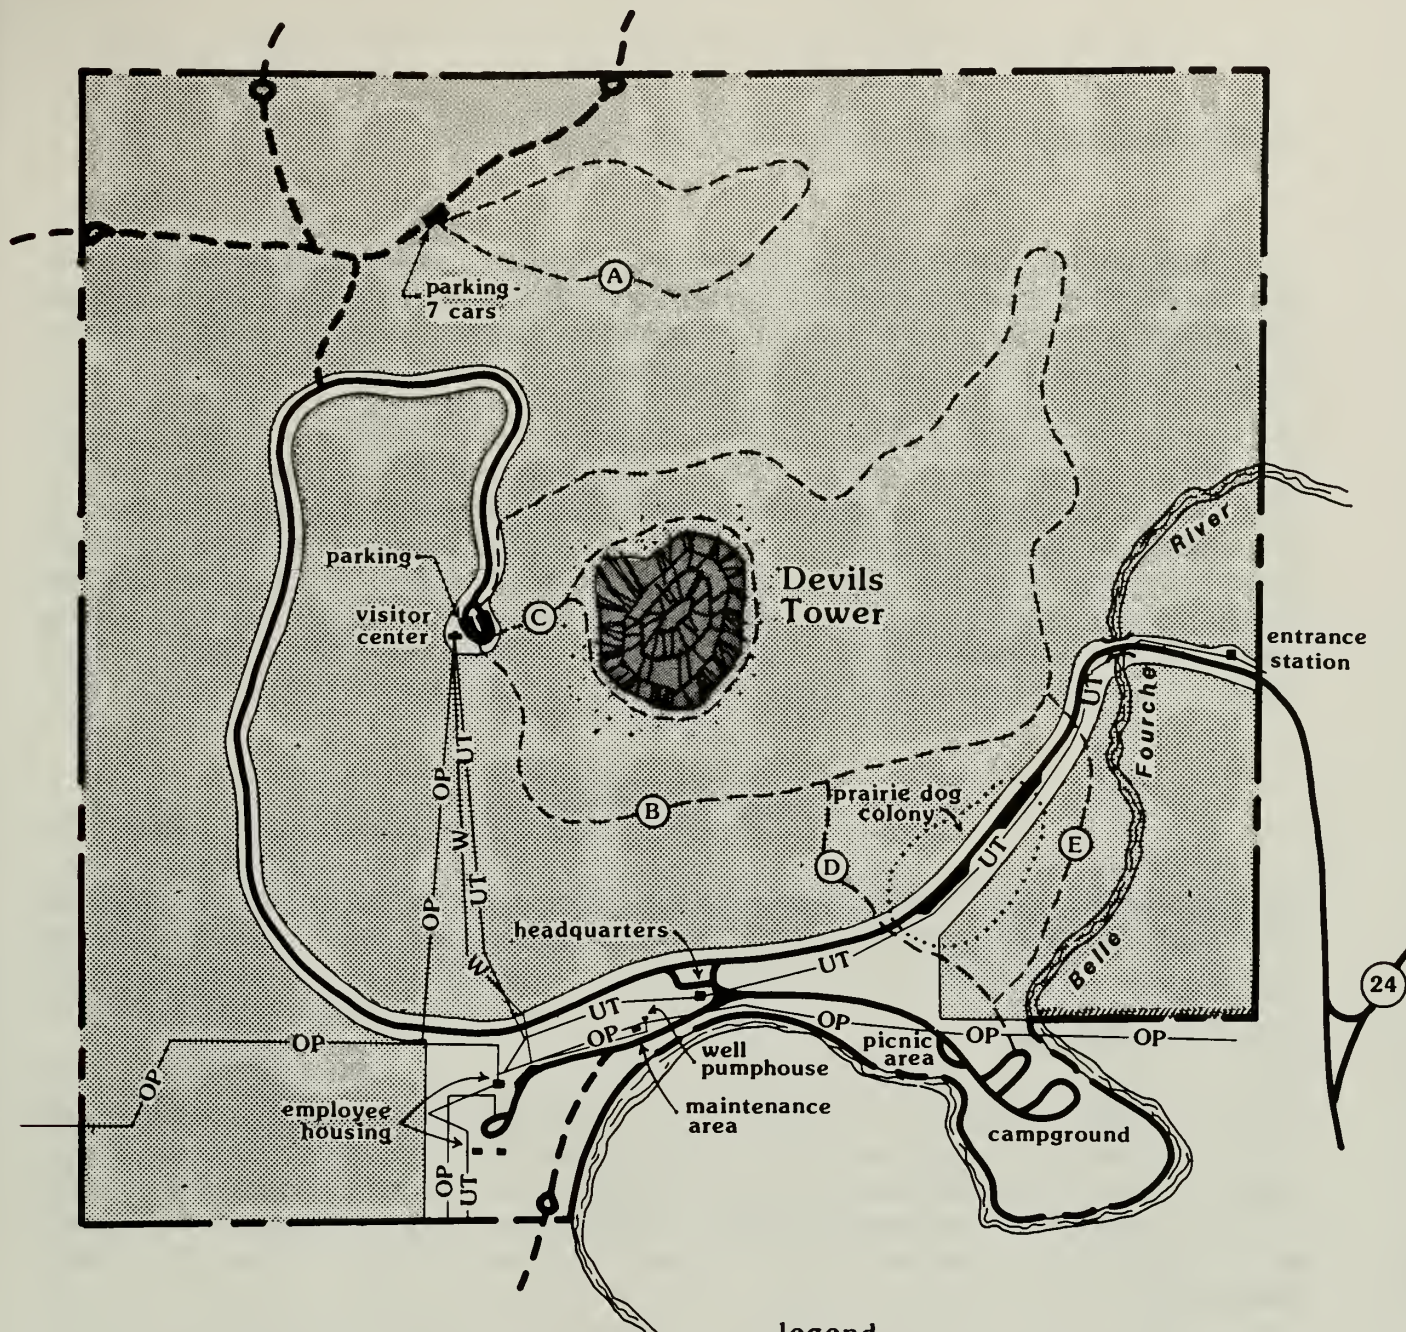 A
parking -
7 cars
River
parking
Devils
Tower
visitor
center
C
entrance
station
UT
Fourche
UT
OP
prairie dog
colony
B
W
D
E
UT
UT
OP
headquarters
Belle
UT
W
24
UT
OP
OP
OP
OP
OP
picnic
area
well
pumphouse
OP
employee
housing
maintenance
area
campground
OP
UT
legend